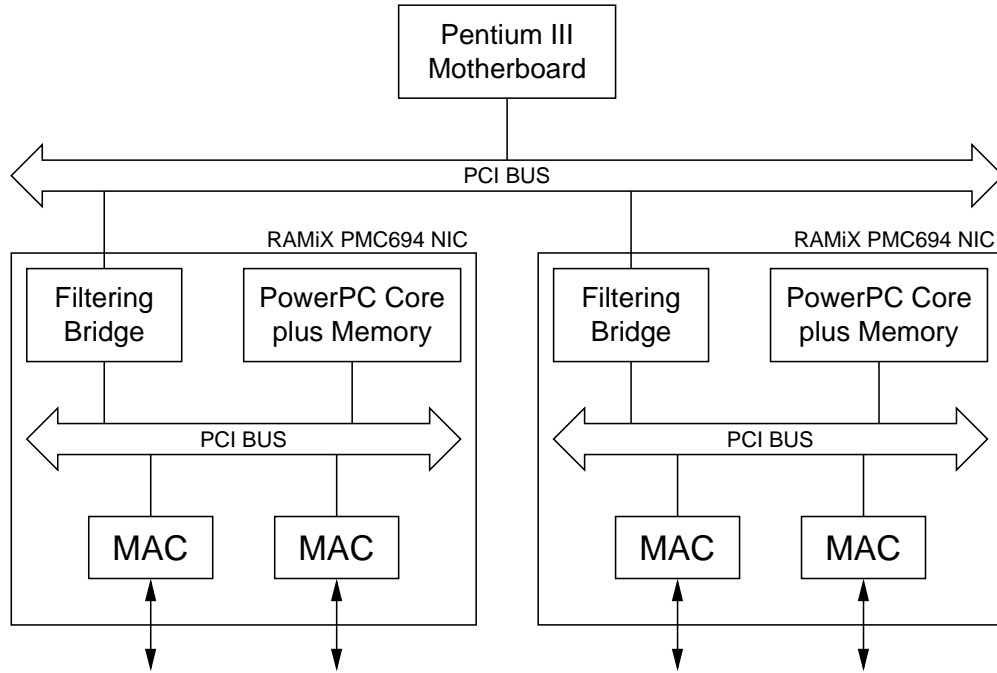 Pentium III
Motherboard
PCI BUS
RAMiX PMC694 NIC
Filtering
Bridge
PowerPC Core
plus Memory
PCI BUS
MAC
MAC
RAMiX PMC694 NIC
Filtering
Bridge
PowerPC Core
plus Memory
PCI BUS
MAC
MAC